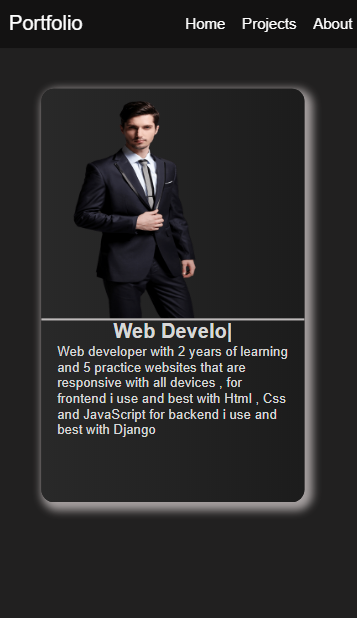 Portfolio Home Projects About
Web Develo|
Web developer with 2 years of learning
and 5 practice websites that are
responsive with all devices , for
frontend i use and best with Html , Css
and JavaScript for backend i use and
best with Django